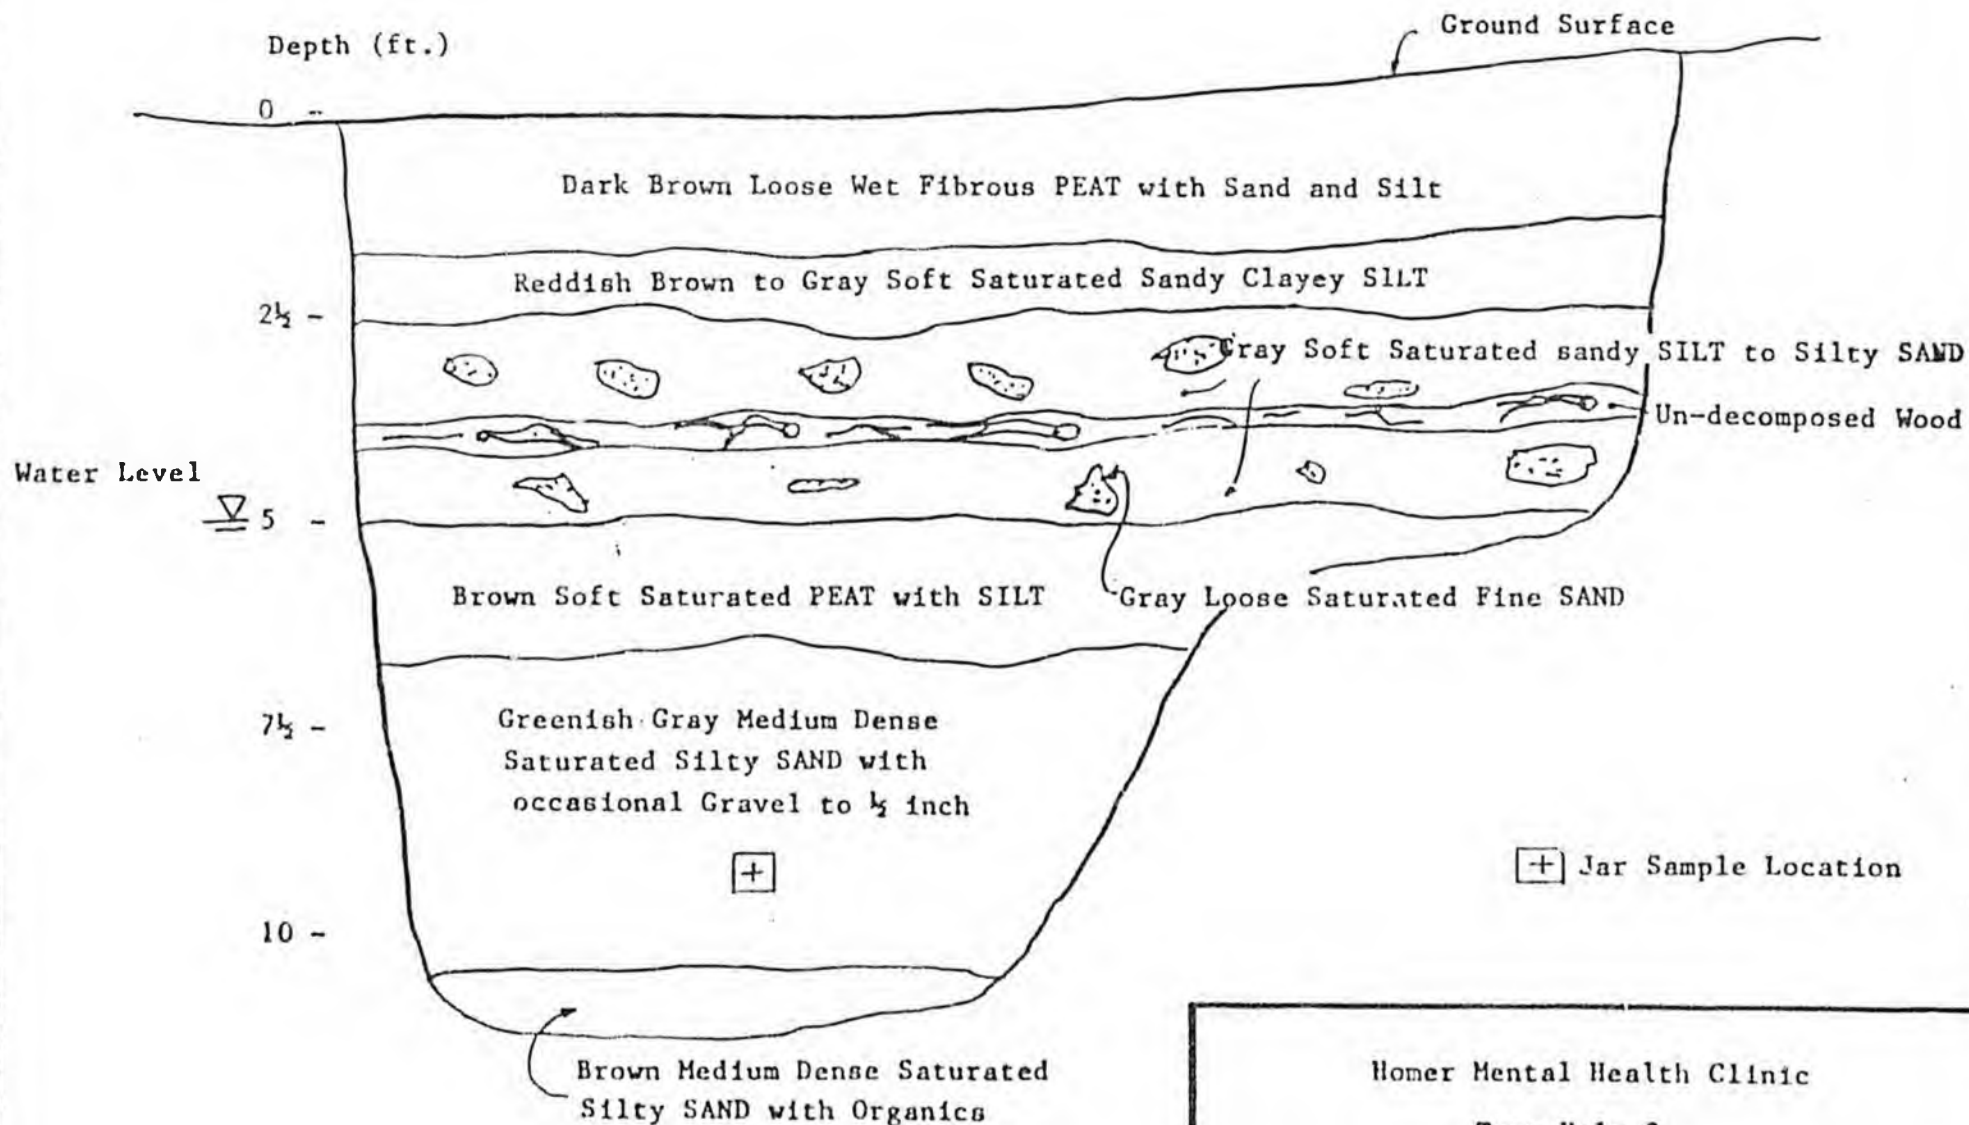 Depth (ft.)
Ground Surface
0 -
Dark Brown Loose Wet Fibrous PEAT with Sand and Silt
Reddish Brown to Gray Soft Saturated Sandy Clayey SILT
2½ -
Gray Soft Saturated sandy SILT to Silty SAND
Un-decomposed Wood
Water Level
5 -
Brown Soft Saturated PEAT with SILT
Gray Loose Saturated Fine SAND
7½ -
Greenish Gray Medium Dense
Saturated Silty SAND with
occasional Gravel to ½ inch
+
+ Jar Sample Location
10 -
Brown Medium Dense Saturated
Silty SAND with Organics
Homer Mental Health Clinic